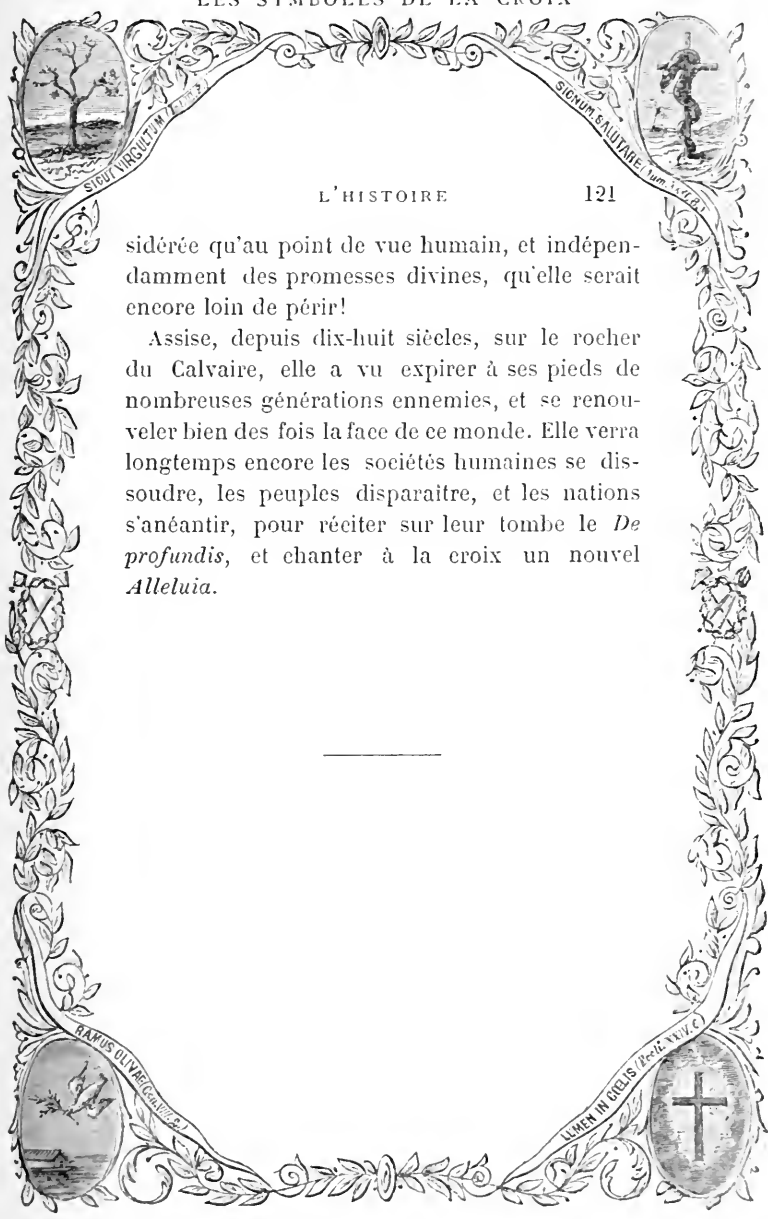 LES SYMBOLES DE LA CROIX
SICUT VIRGULTUM
SIGNUM SALUTARE
L'HISTOIRE 121
sidérée qu'au point de vue humain, et indépen-
damment des promesses divines, qu'elle serait
encore loin de périr!
Assise, depuis dix-huit siècles, sur le rocher
du Calvaire, elle a vu expirer à ses pieds de
nombreuses générations ennemies, et se renou-
veler bien des fois la face de ce monde. Elle verra
longtemps encore les sociétés humaines se dis-
soudre, les peuples disparaître, et les nations
s'anéantir, pour réciter sur leur tombe le De
profundis, et chanter à la croix un nouvel
Alleluia.
RAMUS OLIVAE
LUMEN IN CŒLIS (Eccli. XXIV. 6)